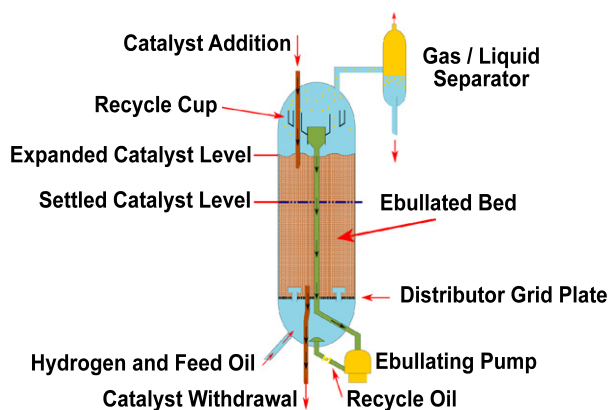 Catalyst Addition
Gas / Liquid
Separator
Recycle Cup
Expanded Catalyst Level
Settled Catalyst Level
Ebullated Bed
Distributor Grid Plate
Hydrogen and Feed Oil
Ebullating Pump
Catalyst Withdrawal
Recycle Oil